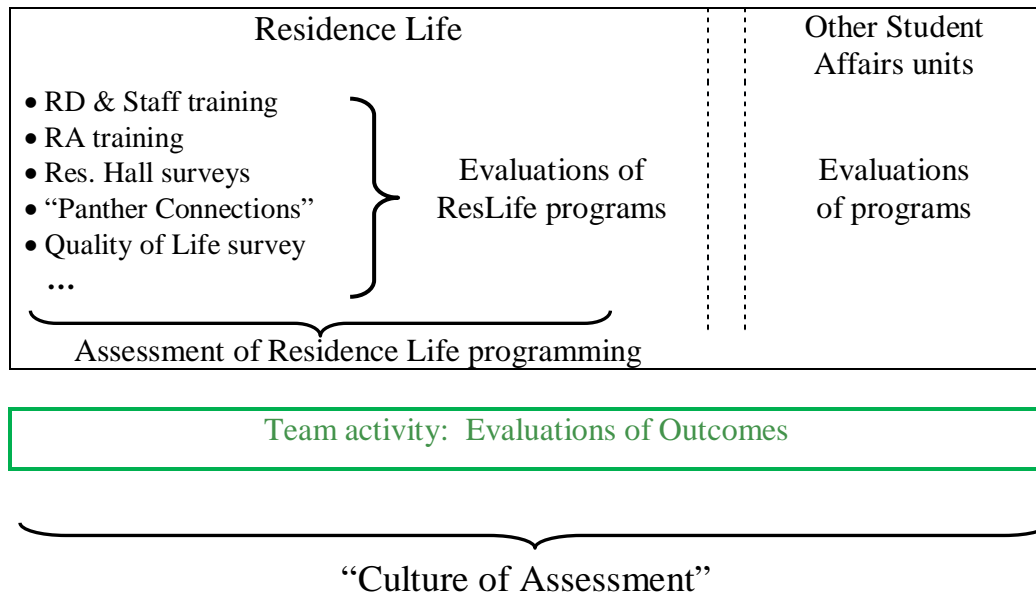 Residence Life
• RD & Staff training
• RA training
• Res. Hall surveys
• “Panther Connections”
• Quality of Life survey
...
Evaluations of
ResLife programs
Assessment of Residence Life programming
Other Student
Affairs units
Evaluations
of programs
Team activity:  Evaluations of Outcomes
“Culture of Assessment”